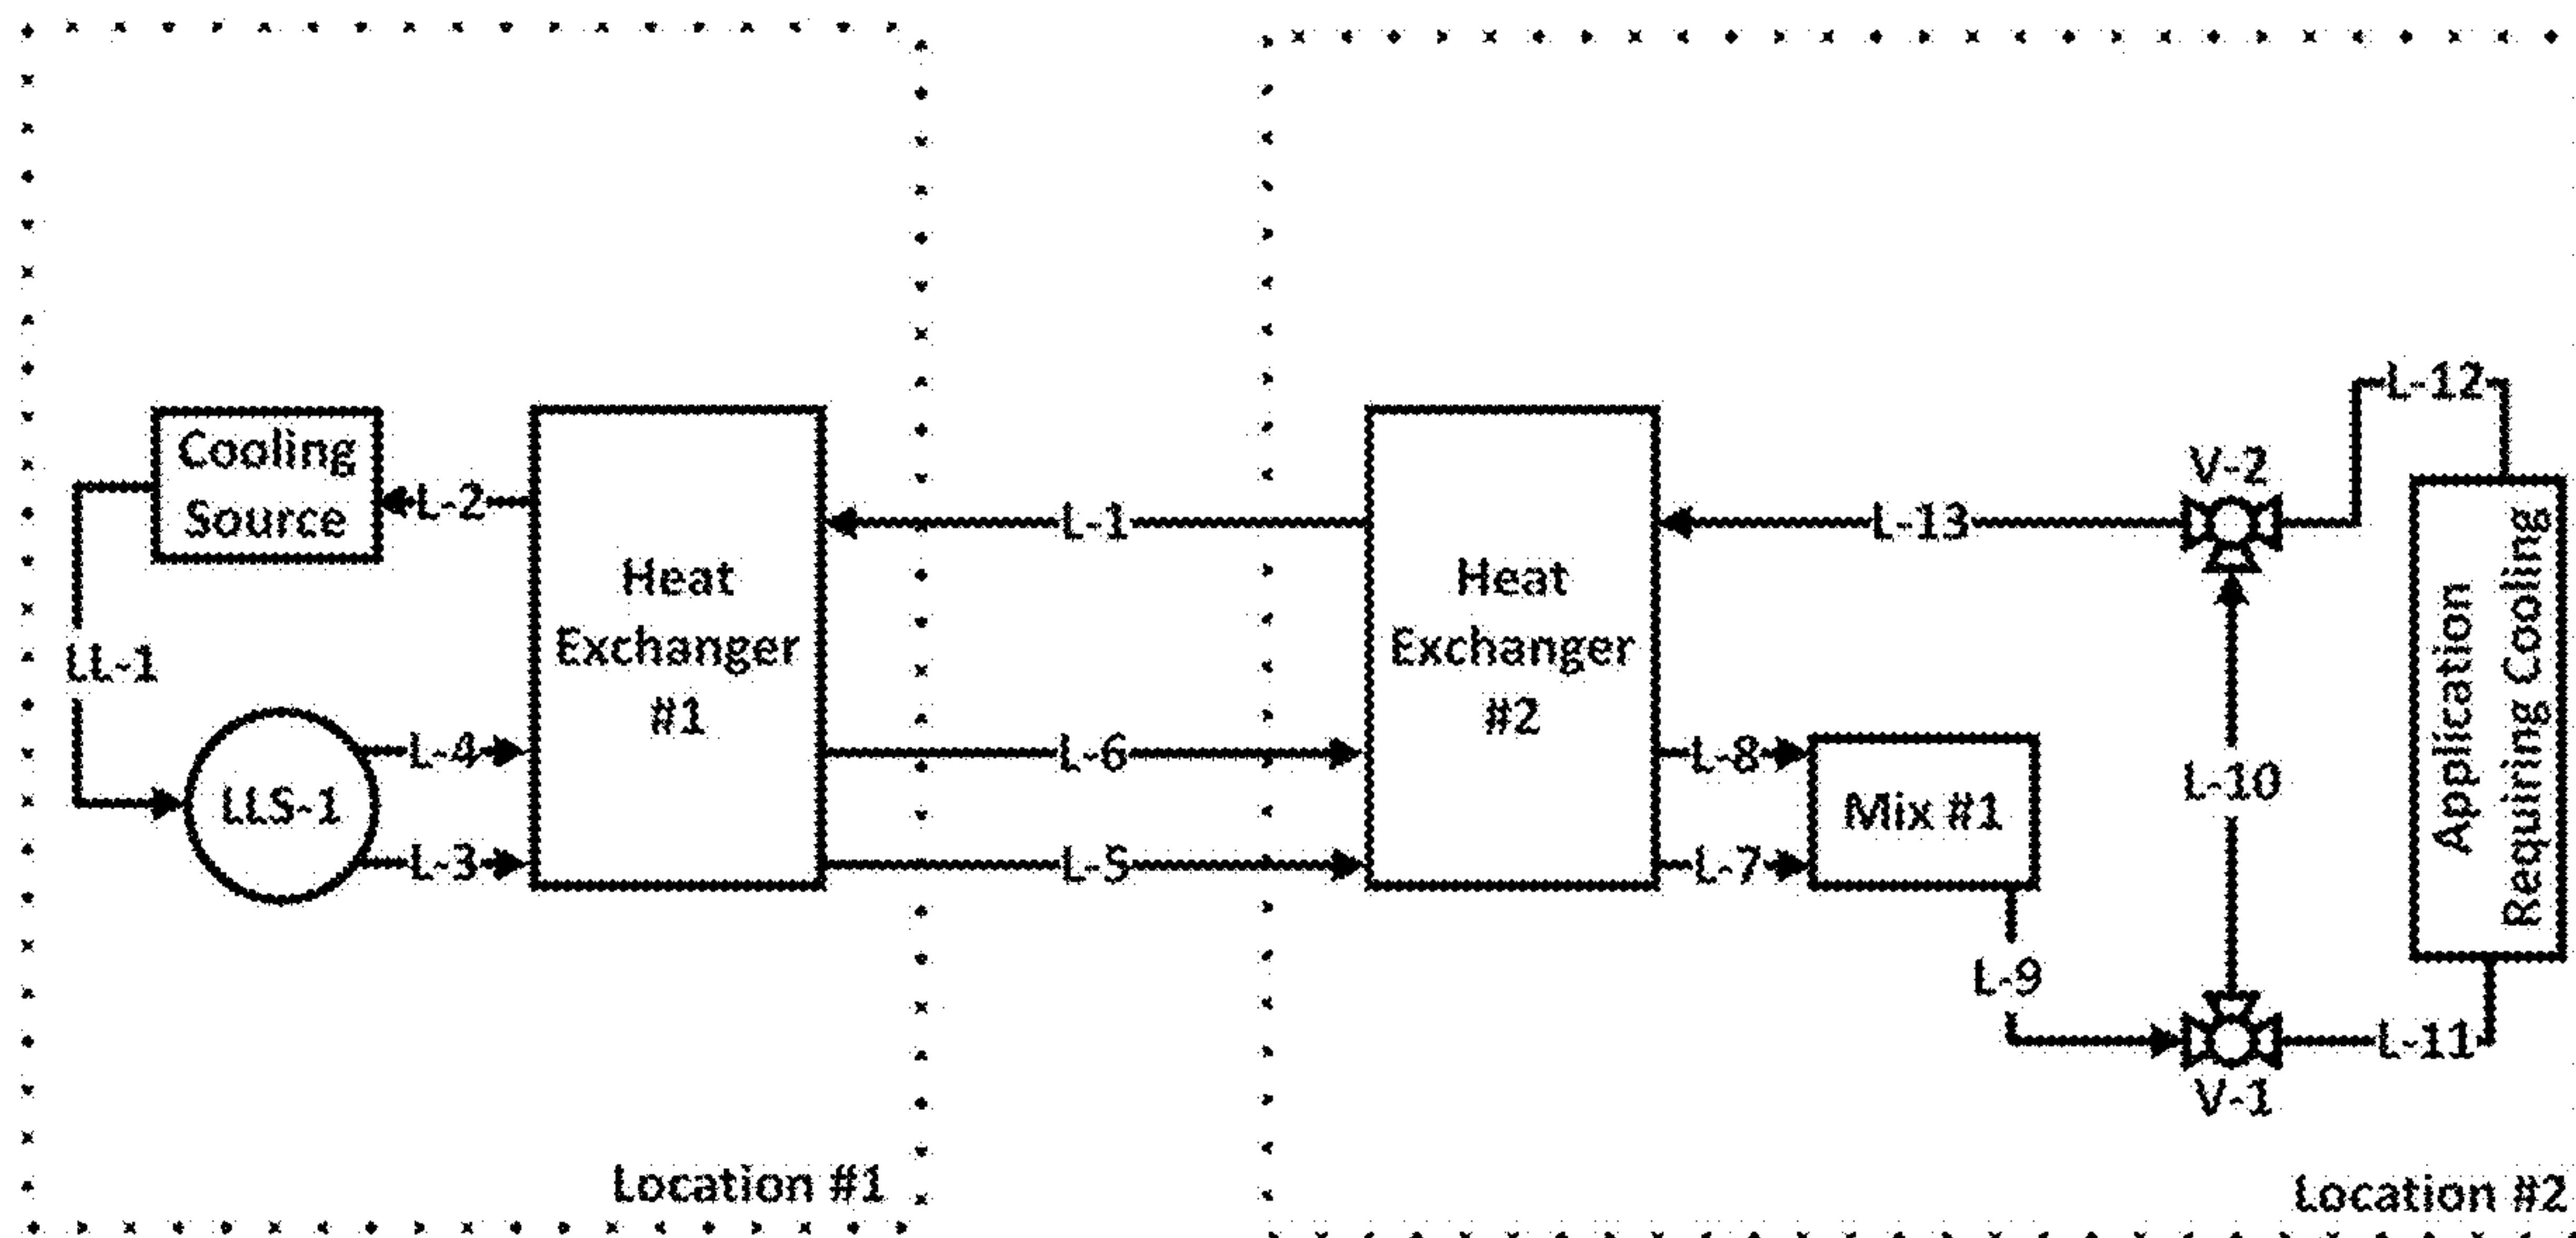 Cooling
Source
L-2
LL-1
LLS-1
L-4
L-3
Heat
Exchanger
#1
L-1
L-6
L-5
Heat
Exchanger
#2
L-13
L-8
L-7
Mix #1
L-9
V-2
L-12
L-10
V-1
L-11
Application
Requiring Cooling
Location #1
Location #2